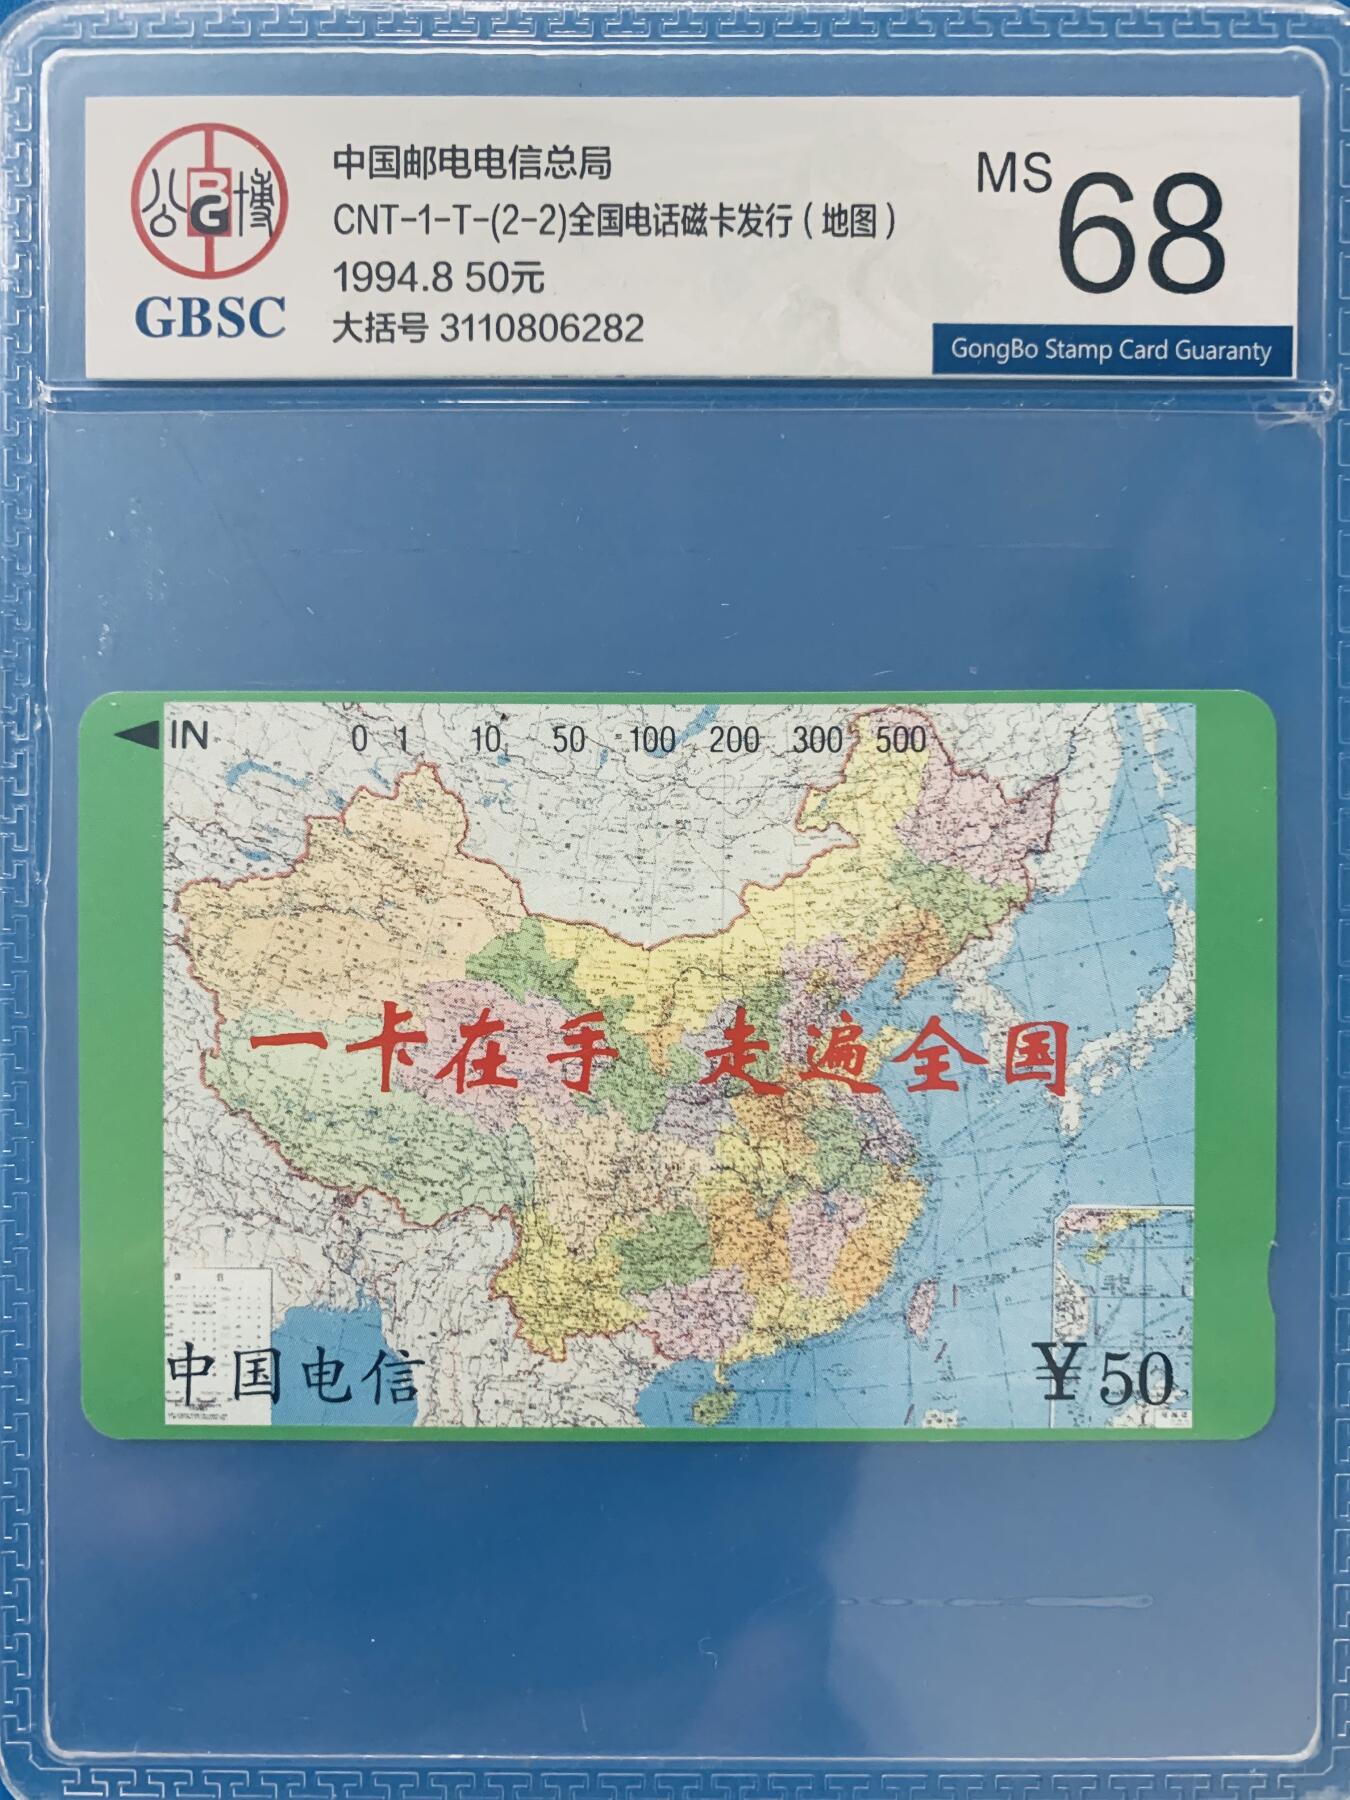 公 BG 博
GBSC
中国邮电电信总局
CNT-1-T-(2-2)全国电话磁卡发行（地图）
1994.8 50元
大括号 3110806282
MS 68
GongBo Stamp Card Guaranty
IN 0 1 10 50 100 200 300 500
一卡在手 走遍全国
中国电信
¥50